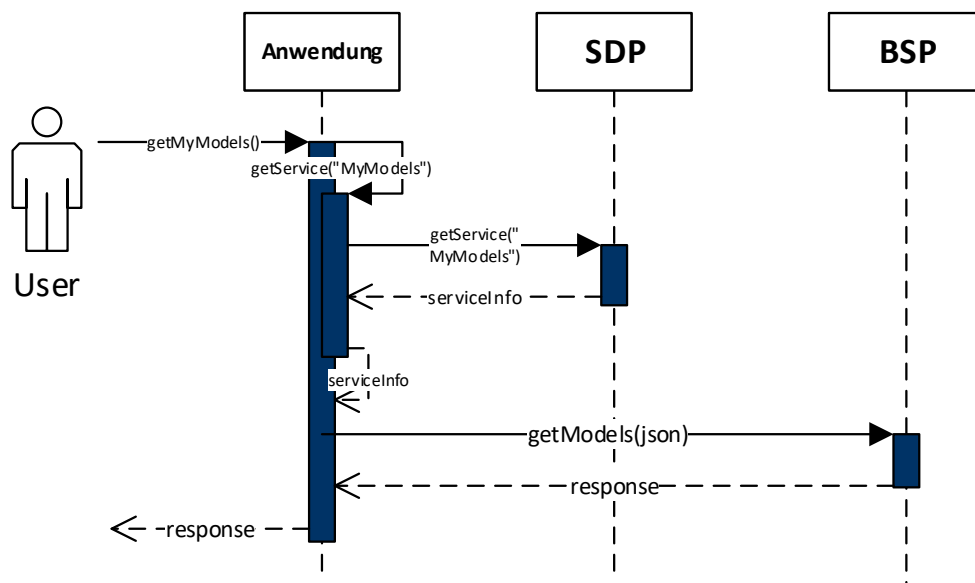 Anwendung
SDP
BSP
getMyModels()
getService("MyModels")
getService("
MyModels")
User
serviceInfo
serviceInfo
getModels(json)
response
response